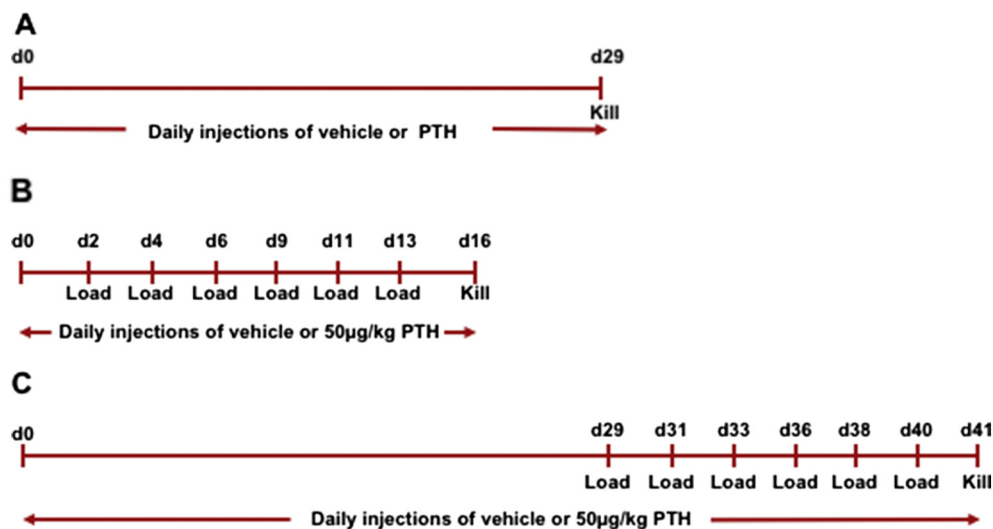 A
d0 d29
Kill
Daily injections of vehicle or PTH
B
d0 d2 d4 d6 d9 d11 d13 d16
Load Load Load Load Load Load Kill
Daily injections of vehicle or 50µg/kg PTH
C
d0 d29 d31 d33 d36 d38 d40 d41
Load Load Load Load Load Load Kill
Daily injections of vehicle or 50µg/kg PTH